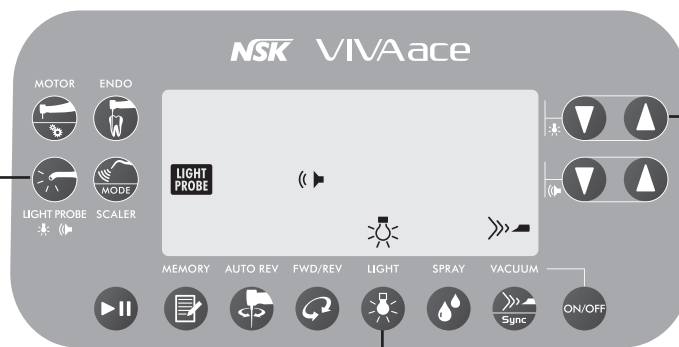 NSK VIVAace
MOTOR ENDO
LIGHT PROBE
MODE
LIGHT PROBE SCALER
MEMORY AUTO REV FWD/REV LIGHT SPRAY VACUUM
Sync
ON/OFF